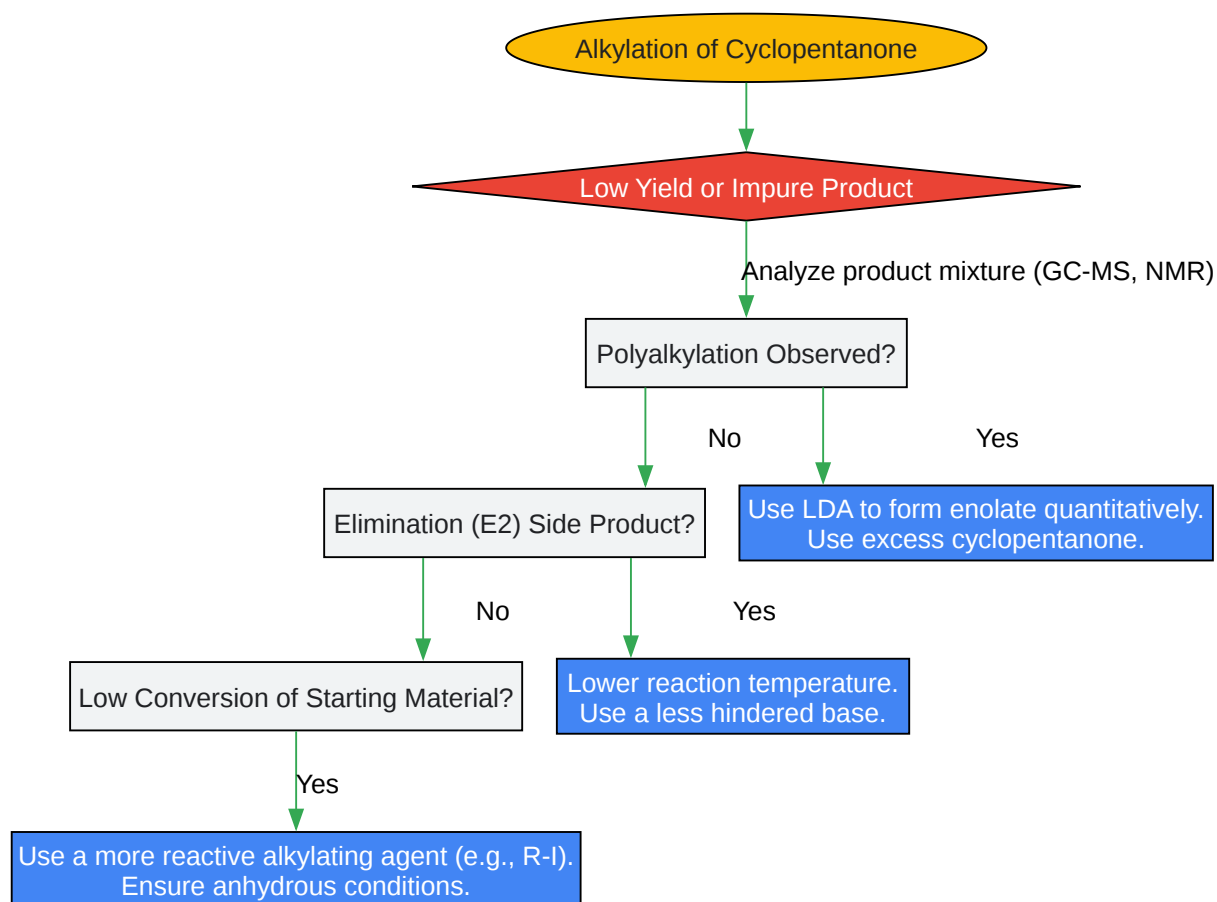 Alkylation of Cyclopentanone
Low Yield or Impure Product
Analyze product mixture (GC-MS, NMR)
Polyalkylation Observed?
No
Yes
Elimination (E2) Side Product?
Use LDA to form enolate quantitatively.
Use excess cyclopentanone.
No
Yes
Low Conversion of Starting Material?
Lower reaction temperature.
Use a less hindered base.
Yes
Use a more reactive alkylating agent (e.g., R-I).
Ensure anhydrous conditions.